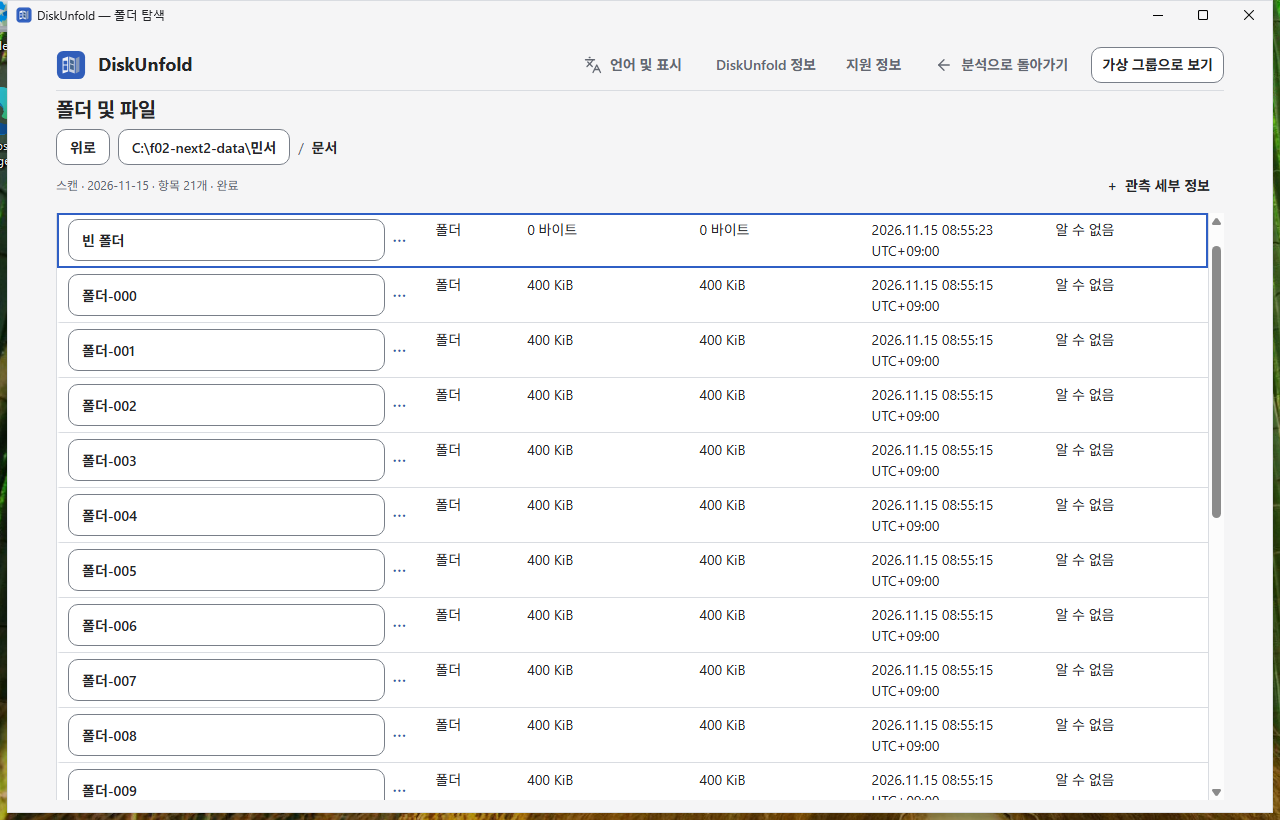 DiskUnfold — 폴더 탐색
DiskUnfold
언어 및 표시
DiskUnfold 정보
지원 정보
← 분석으로 돌아가기
가상 그룹으로 보기
폴더 및 파일
위로
C:\f02-next2-data\민서 / 문서
스캔 · 2026-11-15 · 항목 21개 · 완료
+ 관측 세부 정보
빈 폴더 ··· 폴더 0 바이트 0 바이트 2026.11.15 08:55:23 알 수 없음
UTC+09:00
폴더-000 ··· 폴더 400 KiB 400 KiB 2026.11.15 08:55:15 알 수 없음
UTC+09:00
폴더-001 ··· 폴더 400 KiB 400 KiB 2026.11.15 08:55:15 알 수 없음
UTC+09:00
폴더-002 ··· 폴더 400 KiB 400 KiB 2026.11.15 08:55:15 알 수 없음
UTC+09:00
폴더-003 ··· 폴더 400 KiB 400 KiB 2026.11.15 08:55:15 알 수 없음
UTC+09:00
폴더-004 ··· 폴더 400 KiB 400 KiB 2026.11.15 08:55:15 알 수 없음
UTC+09:00
폴더-005 ··· 폴더 400 KiB 400 KiB 2026.11.15 08:55:15 알 수 없음
UTC+09:00
폴더-006 ··· 폴더 400 KiB 400 KiB 2026.11.15 08:55:15 알 수 없음
UTC+09:00
폴더-007 ··· 폴더 400 KiB 400 KiB 2026.11.15 08:55:15 알 수 없음
UTC+09:00
폴더-008 ··· 폴더 400 KiB 400 KiB 2026.11.15 08:55:15 알 수 없음
UTC+09:00
폴더-009 ··· 폴더 400 KiB 400 KiB 2026.11.15 08:55:15 알 수 없음